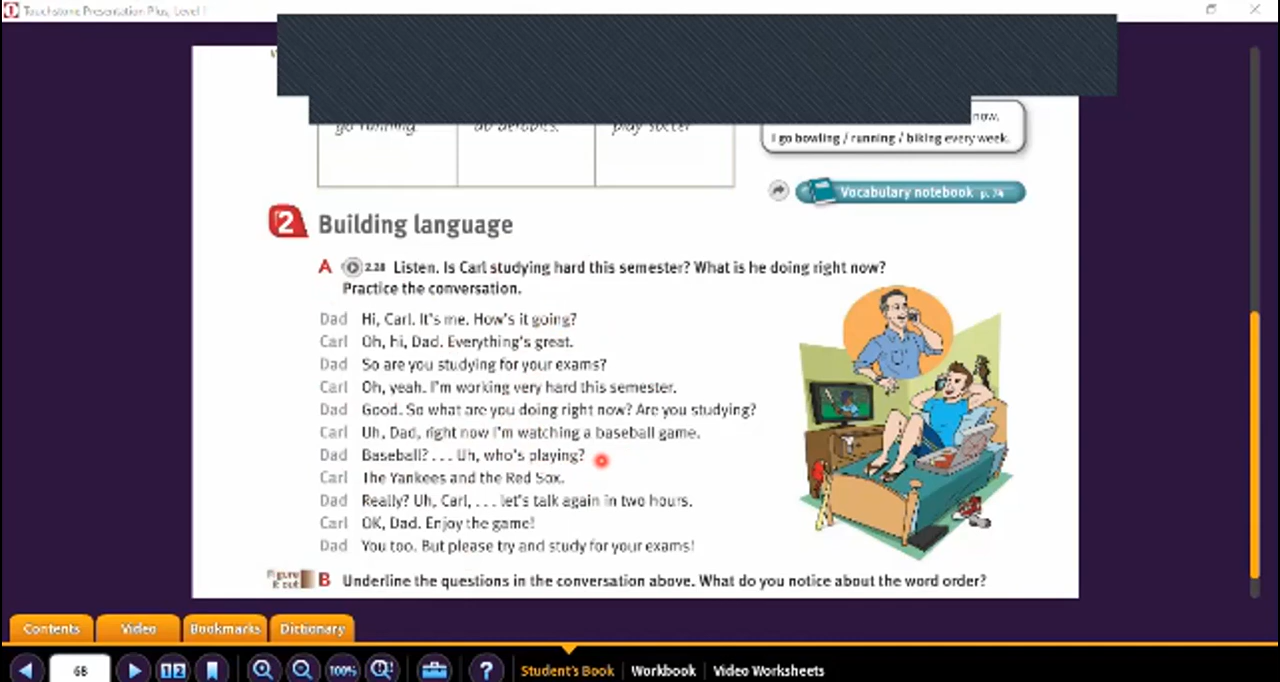 Touchstone Presentation Plus, Level I
go running. do aerobics. play soccer
now.
I go bowling / running / biking every week.
Vocabulary notebook p. 74
2 Building language
A 2.28 Listen. Is Carl studying hard this semester? What is he doing right now?
Practice the conversation.
Dad Hi, Carl. It's me. How's it going?
Carl Oh, hi, Dad. Everything's great.
Dad So are you studying for your exams?
Carl Oh, yeah. I'm working very hard this semester.
Dad Good. So what are you doing right now? Are you studying?
Carl Uh, Dad, right now I'm watching a baseball game.
Dad Baseball? . . . Uh, who's playing?
Carl The Yankees and the Red Sox.
Dad Really? Uh, Carl, . . . let's talk again in two hours.
Carl OK, Dad. Enjoy the game!
Dad You too. But please try and study for your exams!
Figure it out B Underline the questions in the conversation above. What do you notice about the word order?
Contents Video Bookmarks Dictionary
68 1 2 100% ? Student's Book Workbook Video Worksheets